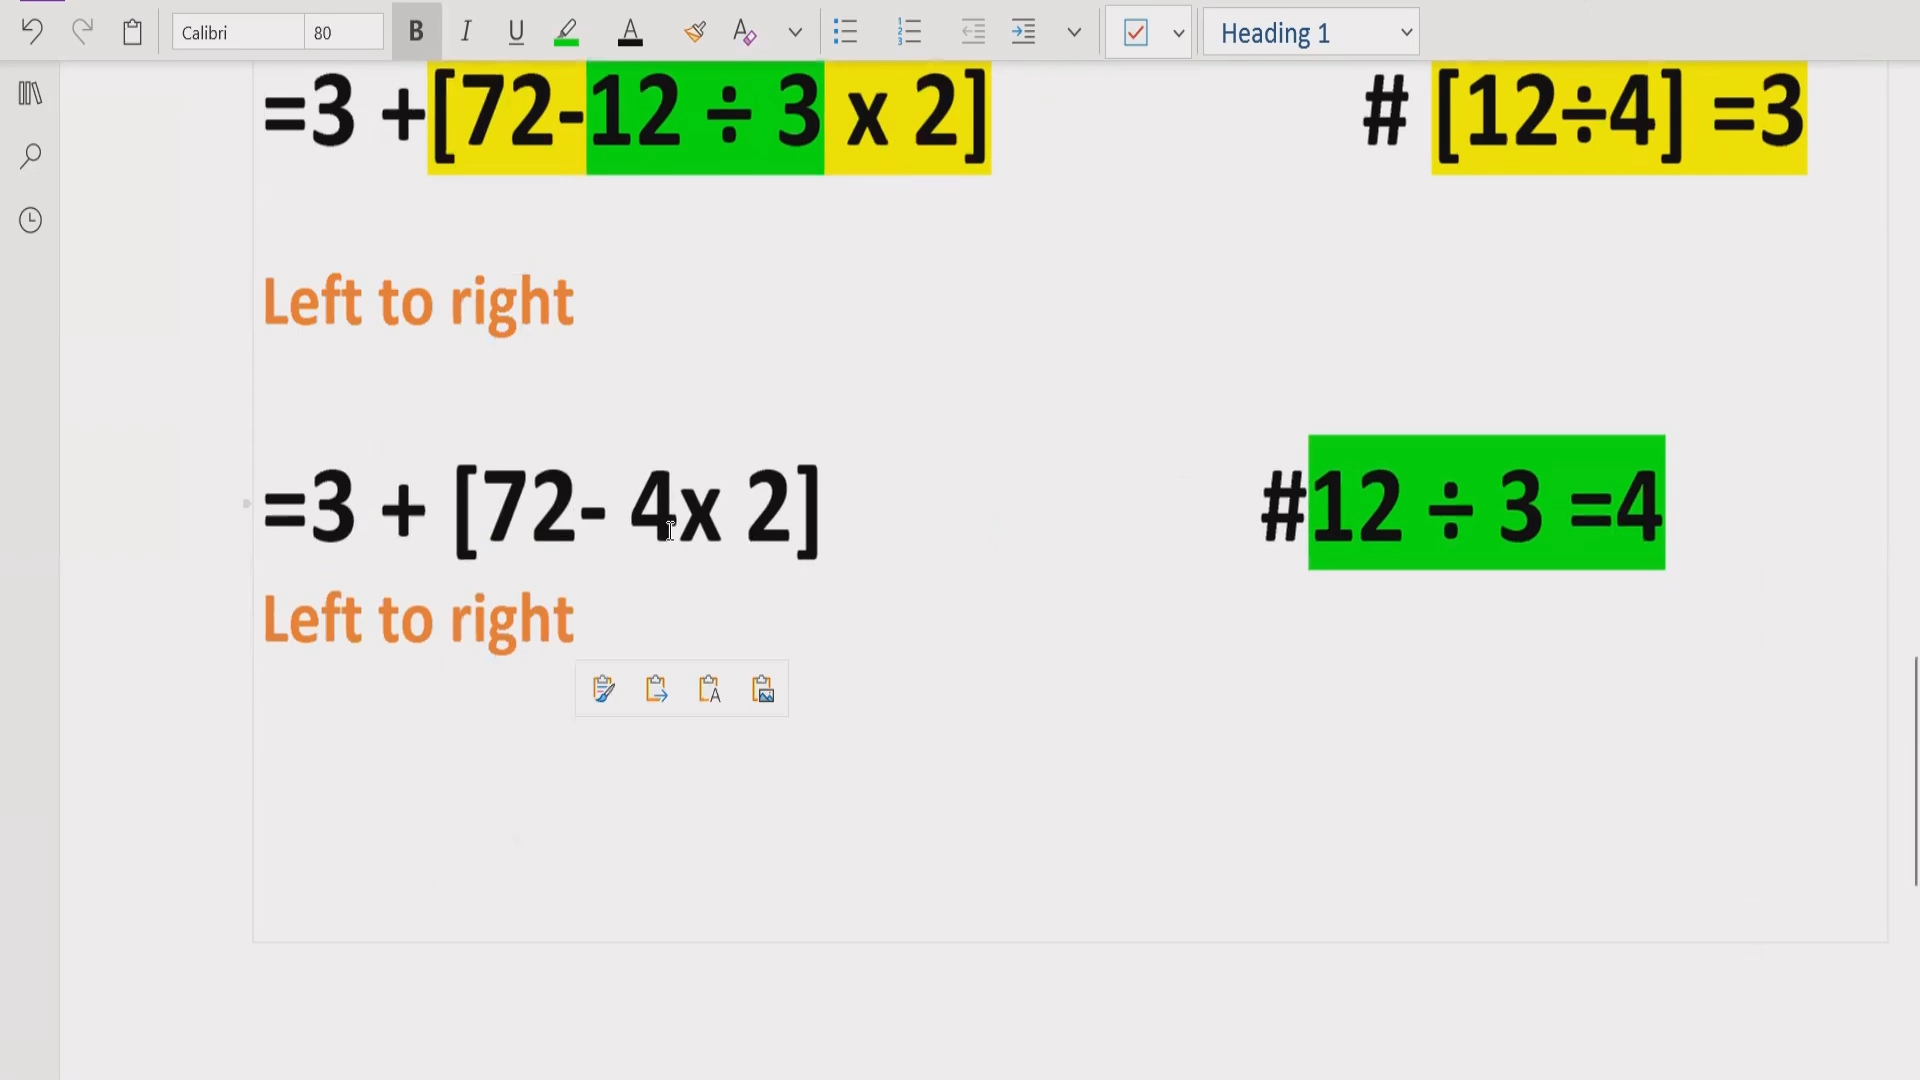 Calibri 80 B I U A A Heading 1
=3 +[72-12 ÷ 3 x 2] # [12÷4] =3
Left to right
=3 + [72- 4x 2] #12 ÷ 3 =4
Left to right